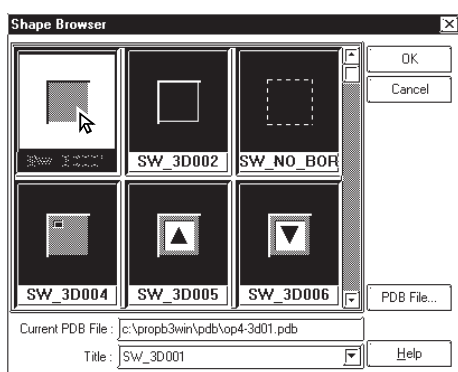 Shape Browser
OK
Cancel
SW_3D002
SW_NO_BOR
SW_3D004
SW_3D005
SW_3D006
PDB File...
Current PDB File : c:\propb3win\pdb\op4-3d01.pdb
Title : SW_3D001
Help